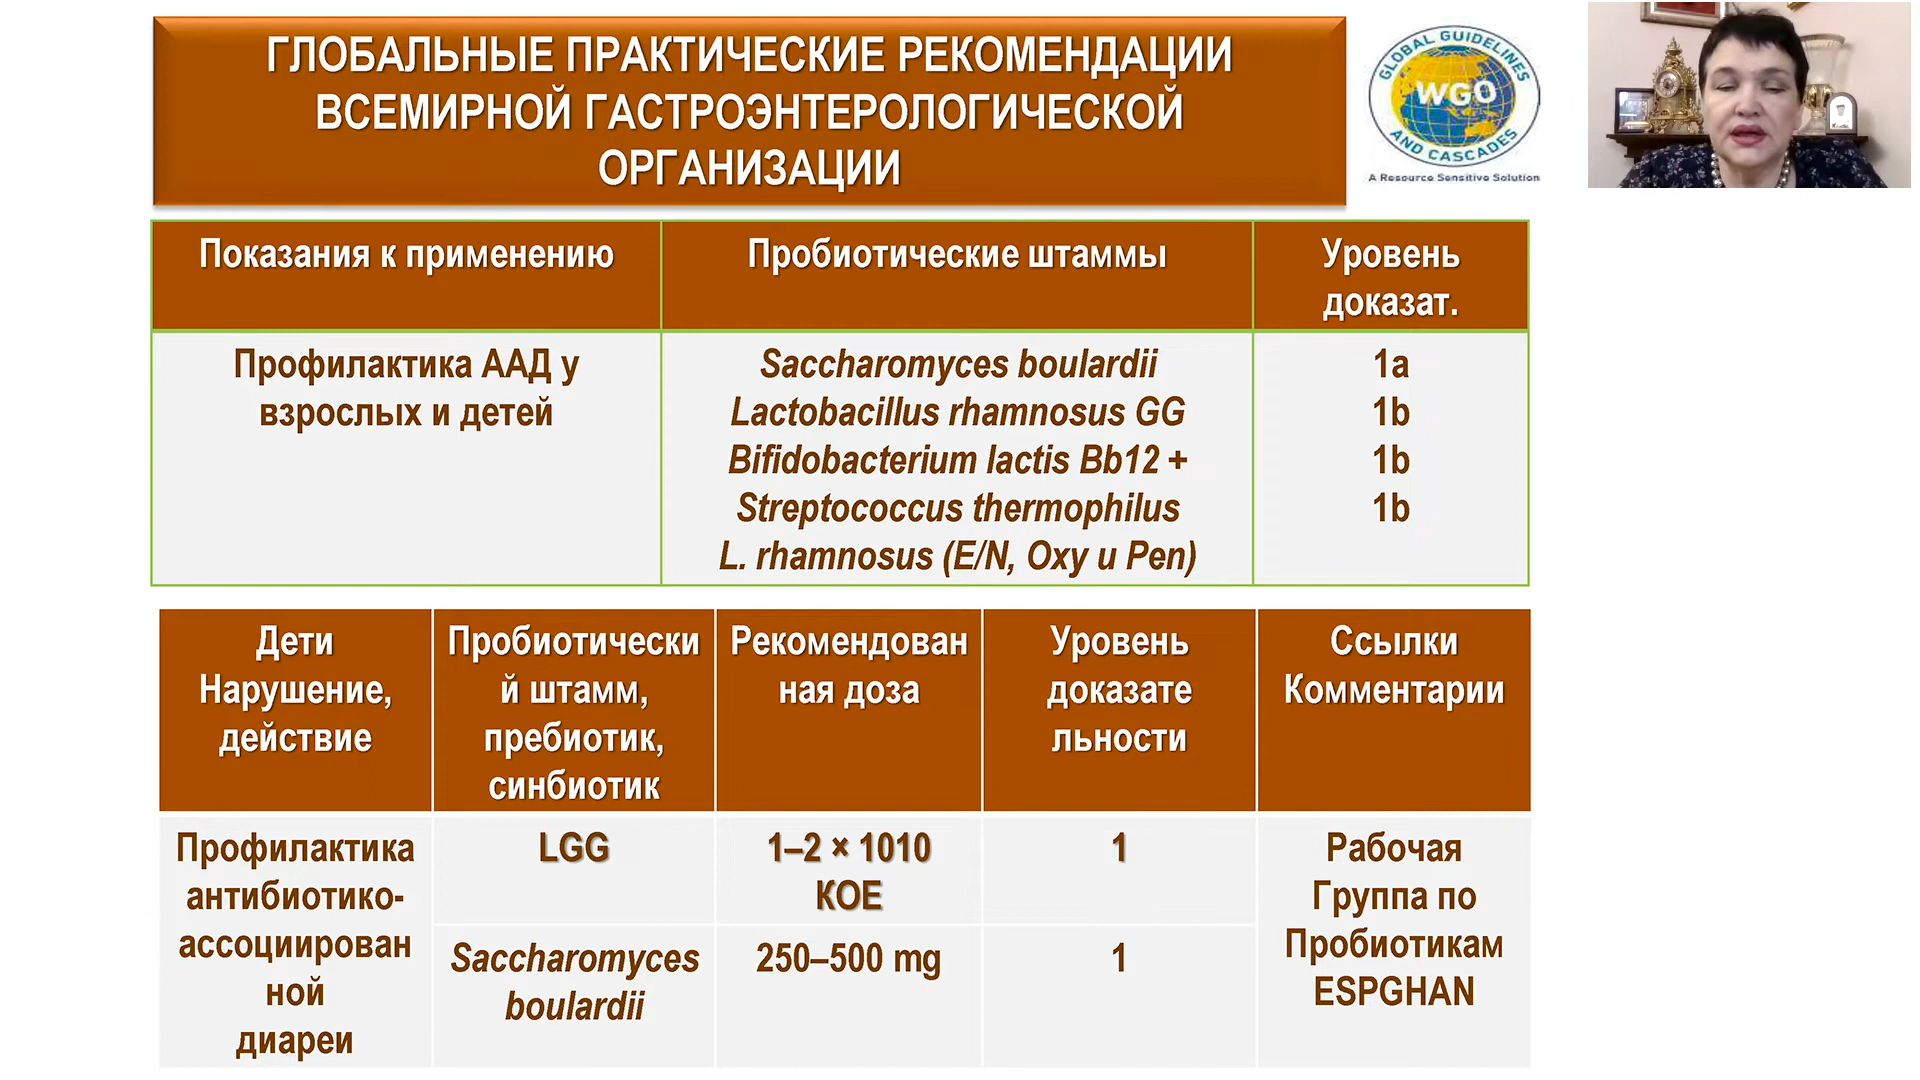 ГЛОБАЛЬНЫЕ ПРАКТИЧЕСКИЕ РЕКОМЕНДАЦИИ
ВСЕМИРНОЙ ГАСТРОЭНТЕРОЛОГИЧЕСКОЙ
ОРГАНИЗАЦИИ
GLOBAL GUIDELINES
WGO
AND CASCADES
A Resource Sensitive Solution
Показания к применению
Пробиотические штаммы
Уровень
доказат.
Профилактика ААД у
взрослых и детей
Saccharomyces boulardii
Lactobacillus rhamnosus GG
Bifidobacterium lactis Bb12 +
Streptococcus thermophilus
L. rhamnosus (E/N, Oxy и Pen)
1a
1b
1b
1b
Дети
Нарушение,
действие
Пробиотически
й штамм,
пребиотик,
синбиотик
Рекомендован
ная доза
Уровень
доказате
льности
Ссылки
Комментарии
Профилактика
антибиотико-
ассоциирован
ной
диареи
LGG
1–2 × 1010
КОЕ
1
Saccharomyces
boulardii
250–500 mg
1
Рабочая
Группа по
Пробиотикам
ESPGHAN